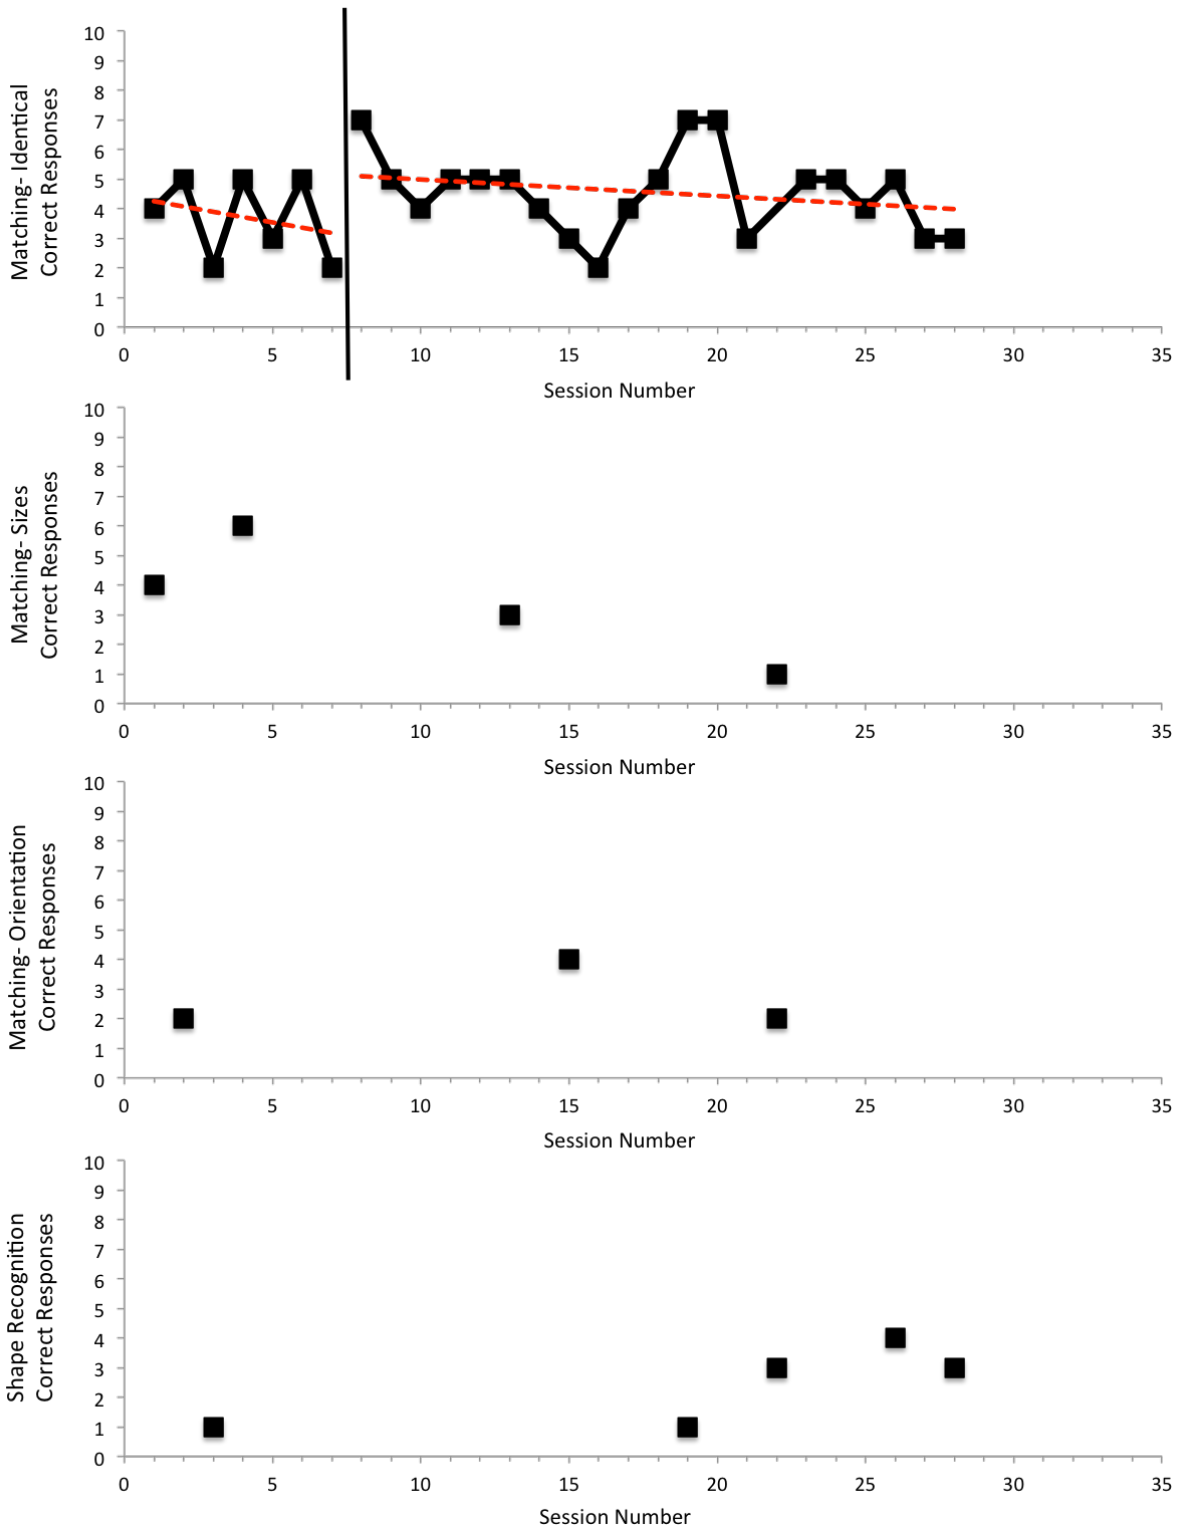 Matching- Identical
Correct Responses
10
9
8
7
6
5
4
3
2
1
0
0 5 10 15 20 25 30 35
Session Number
Matching- Sizes
Correct Responses
10
9
8
7
6
5
4
3
2
1
0
0 5 10 15 20 25 30 35
Session Number
Matching- Orientation
Correct Responses
10
9
8
7
6
5
4
3
2
1
0
0 5 10 15 20 25 30 35
Session Number
Shape Recognition
Correct Responses
10
9
8
7
6
5
4
3
2
1
0
0 5 10 15 20 25 30 35
Session Number